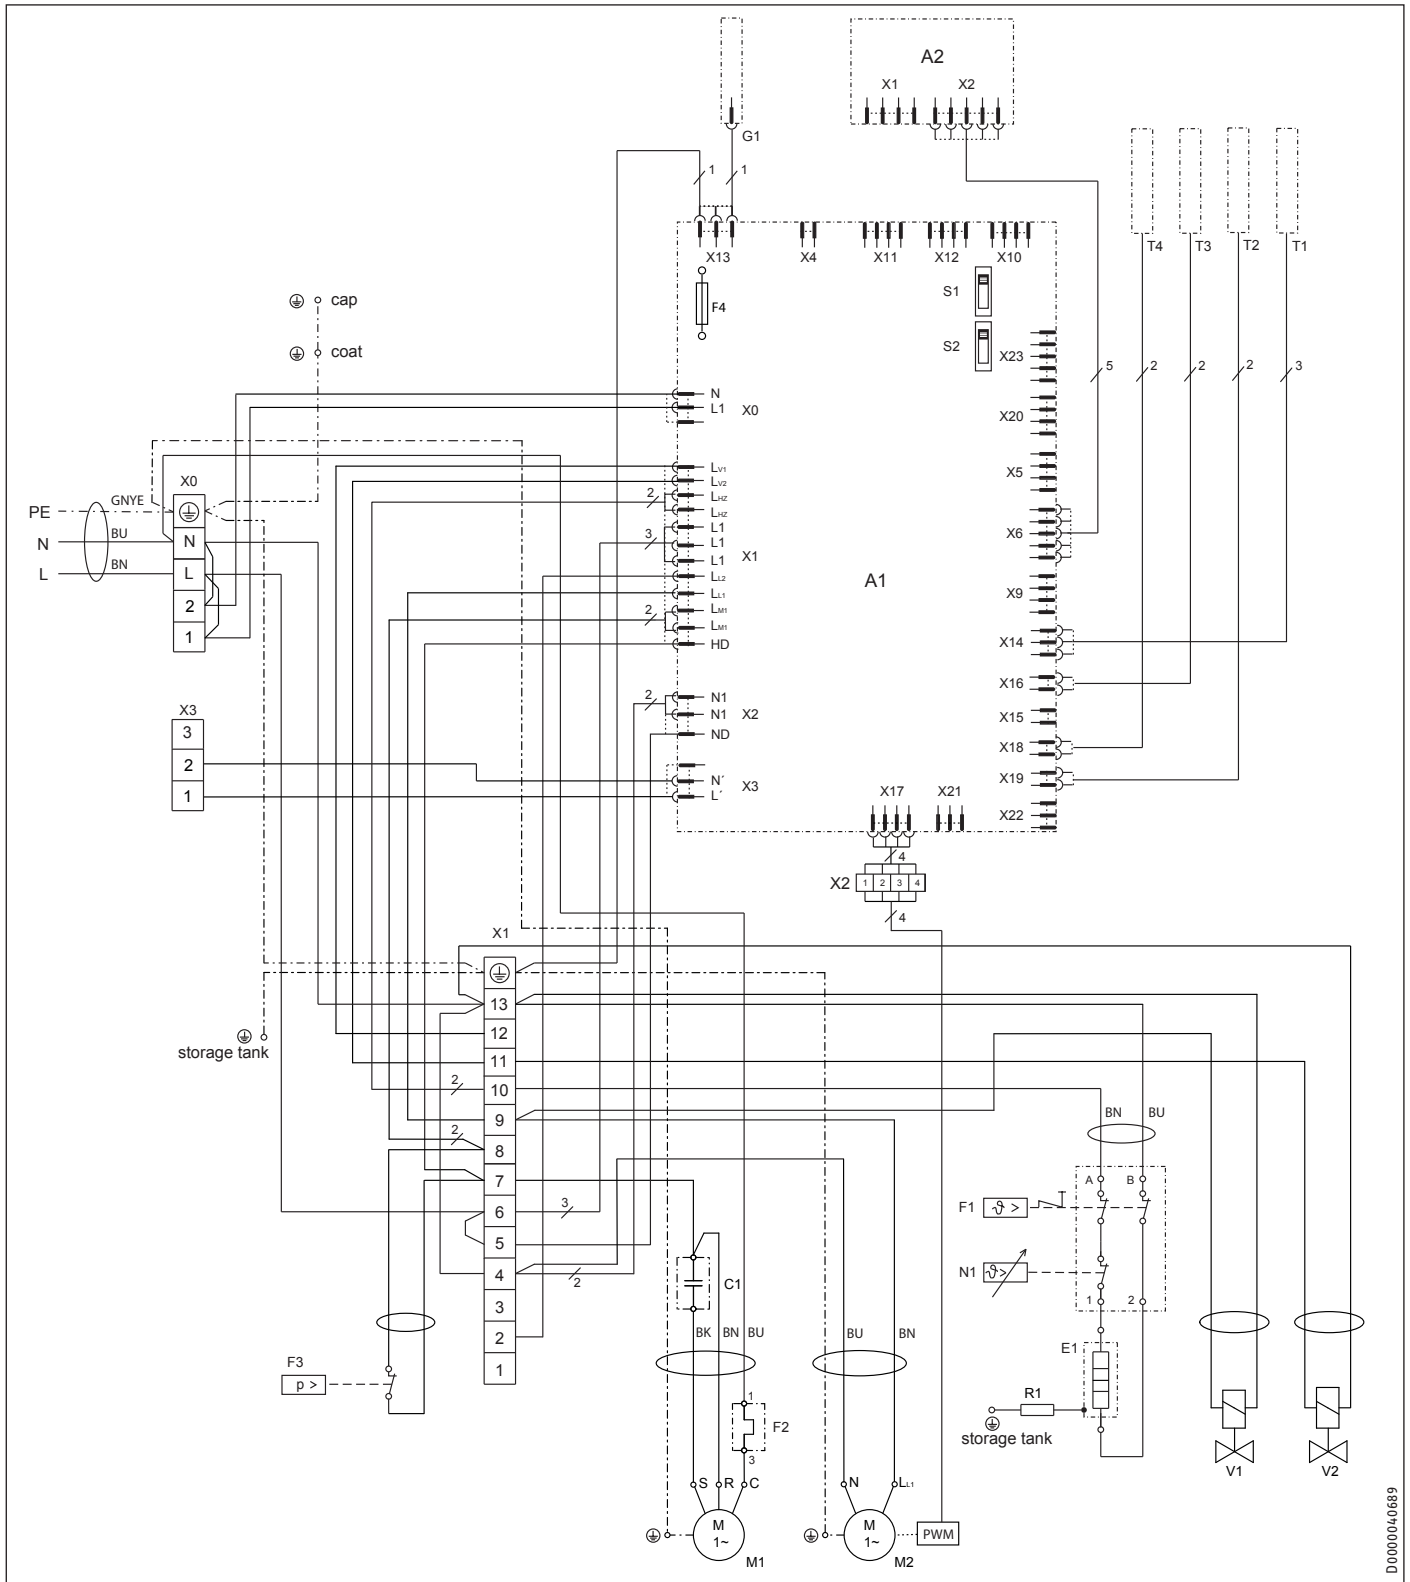 A2
X1 X2
G1
1 1
X13 X4 X11 X12 X10
T4 T3 T2 T1
S1
F4
S2
X23
5 2 2 2 3
cap
coat
N
L1 X0
X20
X5
X0
PE GNYE
N BU N
L BN L
2
1
LV1
LV2
2 LHZ
LHZ
L1
3 L1
L1 X1
LL2
LL1
2 LM1
LM1
HD
A1
X6
X9
X14
X16
X15
X18
X19
X22
2 N1
N1 X2
ND
X3
3
2
1
N´ X3
L´
X17 X21
4
X2 1 2 3 4
4
X1
13
12
11
2 10
9
2 8
7
6 3
5
4 2
3
2
1
storage tank
BN BU
A B
F1 ϑ >
N1 ϑ>
1 2
C1
BK BN BU
BU BN
F3
p >
E1
R1
storage tank
1
F2
3
S R C
N LL1
M
1~
M1
M
1~
M2
PWM
V1 V2
D0000040689